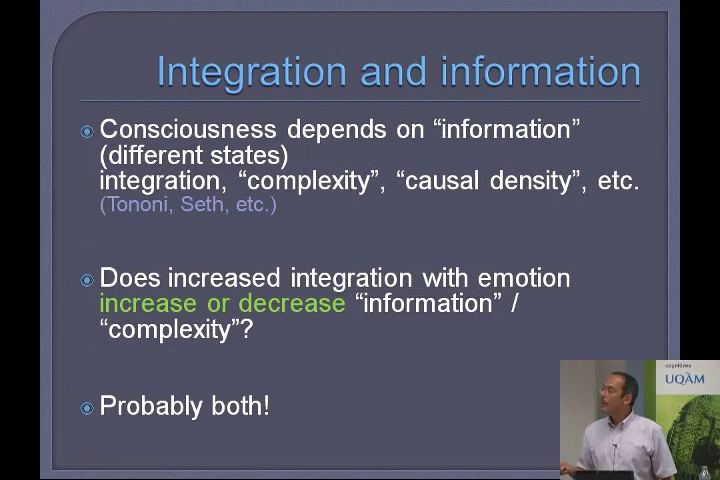 Integration and information
Consciousness depends on “information”
(different states)
integration, “complexity”, “causal density”, etc.
(Tononi, Seth, etc.)
Does increased integration with emotion
increase or decrease “information” /
“complexity”?
Probably both!
cognitives
UQÀM